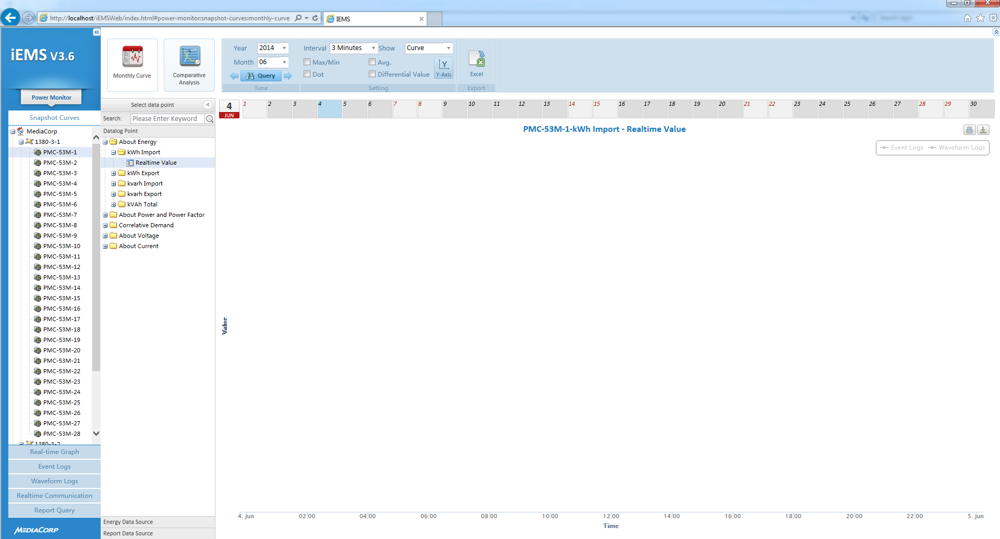 http://localhost/iEMSWeb/index.html#power-monitor:snapshot-curves:monthly-curve
IEMS
iEMS V3.6
Power Monitor
Snapshot Curves
MediaCorp
1380-3-1
PMC-53M-1
PMC-53M-2
PMC-53M-3
PMC-53M-4
PMC-53M-5
PMC-53M-6
PMC-53M-7
PMC-53M-8
PMC-53M-9
PMC-53M-10
PMC-53M-11
PMC-53M-12
PMC-53M-13
PMC-53M-14
PMC-53M-15
PMC-53M-16
PMC-53M-17
PMC-53M-18
PMC-53M-19
PMC-53M-20
PMC-53M-21
PMC-53M-22
PMC-53M-23
PMC-53M-24
PMC-53M-25
PMC-53M-26
PMC-53M-27
PMC-53M-28
1380-3-2
Real-time Graph
Event Logs
Waveform Logs
Realtime Communication
Report Query
MEDIACORP
Monthly Curve
Comparative
Analysis
Year 2014
Month 06
Query
Time
Interval 3 Minutes Show Curve
Max/Min Avg.
Dot Differential Value
Y
Y-Axis
Setting
Excel
Export
Select data point
Search: Please Enter Keyword
Datalog Point
About Energy
kWh Import
Realtime Value
kWh Export
kvarh Import
kvarh Export
kVAh Total
About Power and Power Factor
Correlative Demand
About Voltage
About Current
Energy Data Source
Report Data Source
4
JUN
1 2 3 4 5 6 7 8 9 10 11 12 13 14 15 16 17 18 19 20 21 22 23 24 25 26 27 28 29 30
PMC-53M-1-kWh Import - Realtime Value
Event Logs Waveform Logs
Value
4. Jun 02:00 04:00 06:00 08:00 10:00 12:00 14:00 16:00 18:00 20:00 22:00 5. Jun
Time